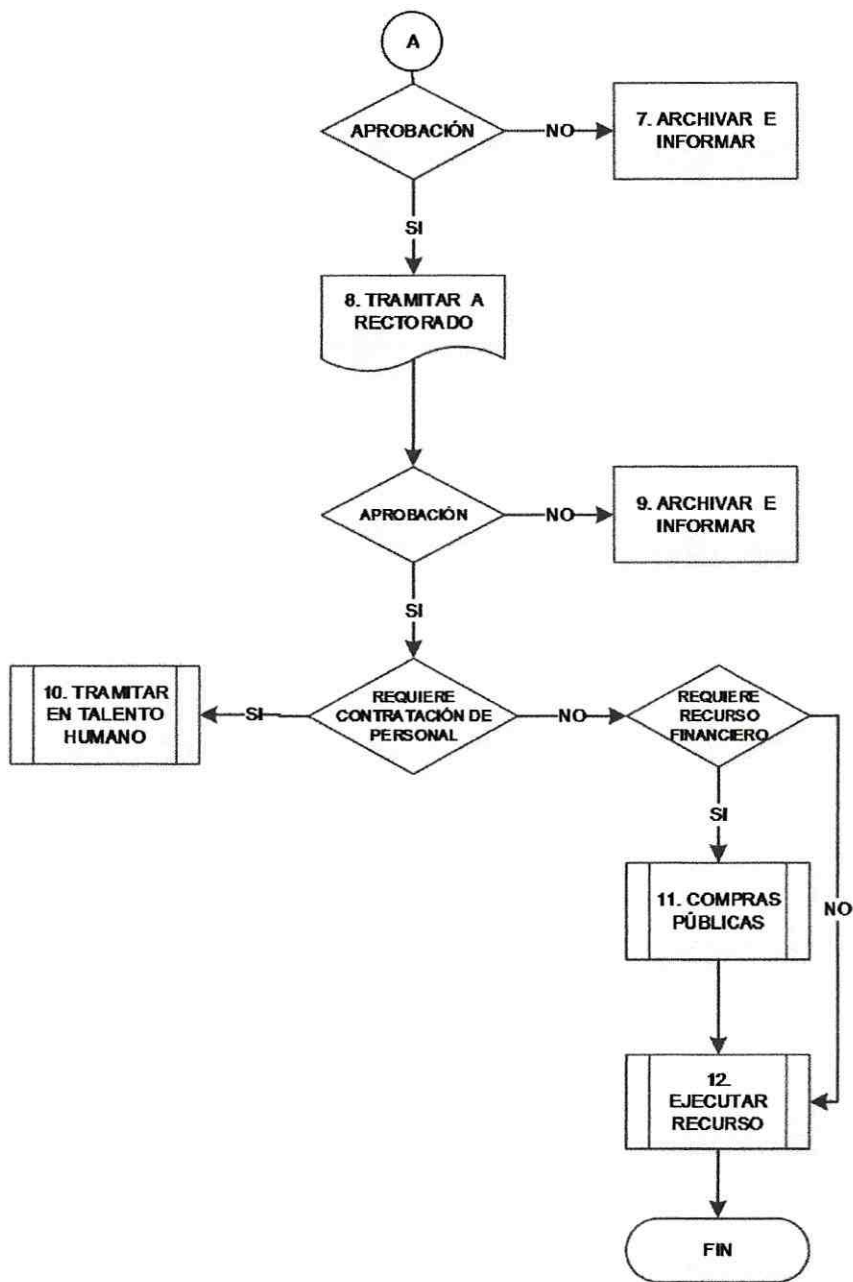 A
APROBACIÓN
NO
7. ARCHIVAR E
INFORMAR
SI
8. TRAMITAR A
RECTORADO
APROBACIÓN
NO
9. ARCHIVAR E
INFORMAR
SI
10. TRAMITAR
EN TALENTO
HUMANO
SI
REQUIERE
CONTRATACIÓN DE
PERSONAL
NO
REQUIERE
RECURSO
FINANCIERO
SI
11. COMPRAS
PÚBLICAS
NO
12.
EJECUTAR
RECURSO
FIN